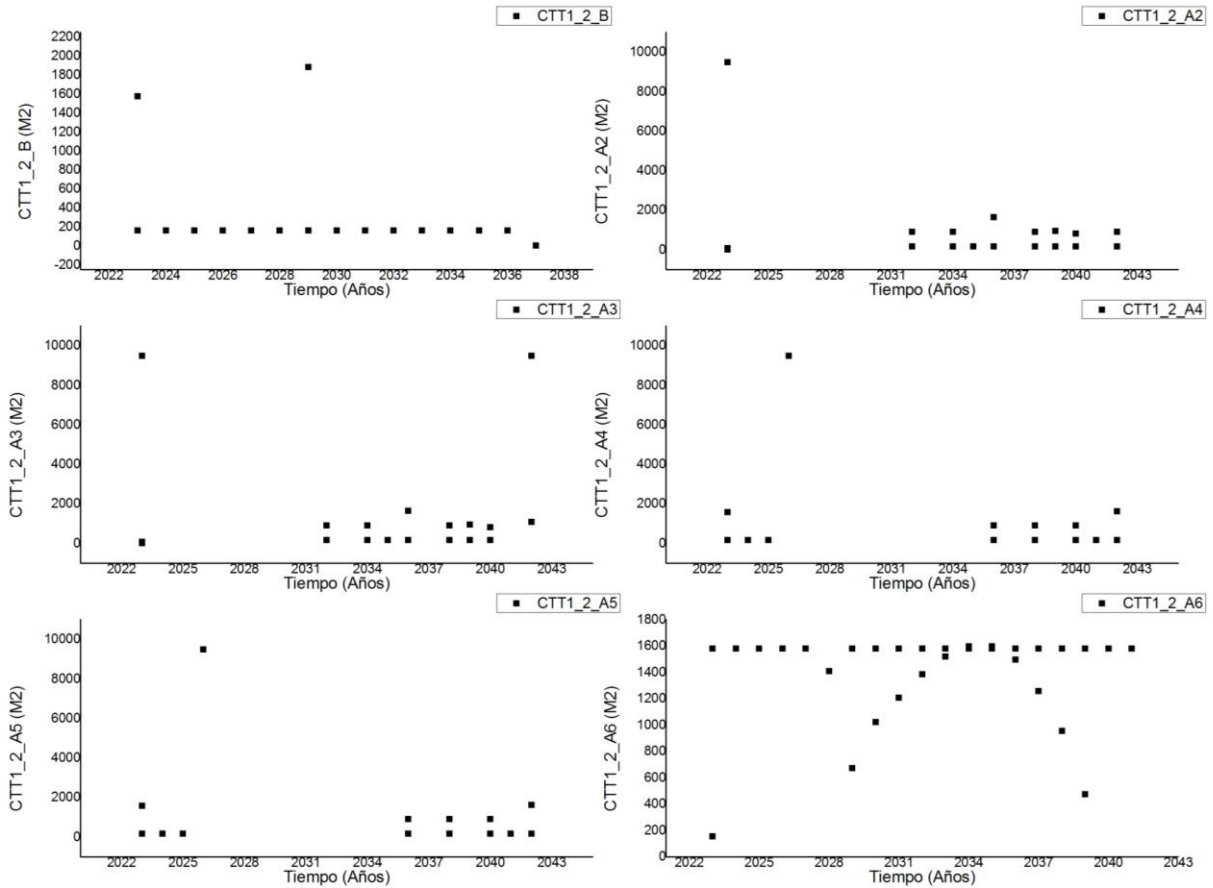 CTT1_2_B
CTT1_2_B (M2)
2200
2000
1800
1600
1400
1200
1000
800
600
400
200
0
-200
2022 2024 2026 2028 2030 2032 2034 2036 2038
Tiempo (Años)
CTT1_2_A2
CTT1_2_A2 (M2)
10000
8000
6000
4000
2000
0
2022 2025 2028 2031 2034 2037 2040 2043
Tiempo (Años)
CTT1_2_A3
CTT1_2_A3 (M2)
10000
8000
6000
4000
2000
0
2022 2025 2028 2031 2034 2037 2040 2043
Tiempo (Años)
CTT1_2_A4
CTT1_2_A4 (M2)
10000
8000
6000
4000
2000
0
2022 2025 2028 2031 2034 2037 2040 2043
Tiempo (Años)
CTT1_2_A5
CTT1_2_A5 (M2)
10000
8000
6000
4000
2000
0
2022 2025 2028 2031 2034 2037 2040 2043
Tiempo (Años)
CTT1_2_A6
CTT1_2_A6 (M2)
1800
1600
1400
1200
1000
800
600
400
200
0
2022 2025 2028 2031 2034 2037 2040 2043
Tiempo (Años)